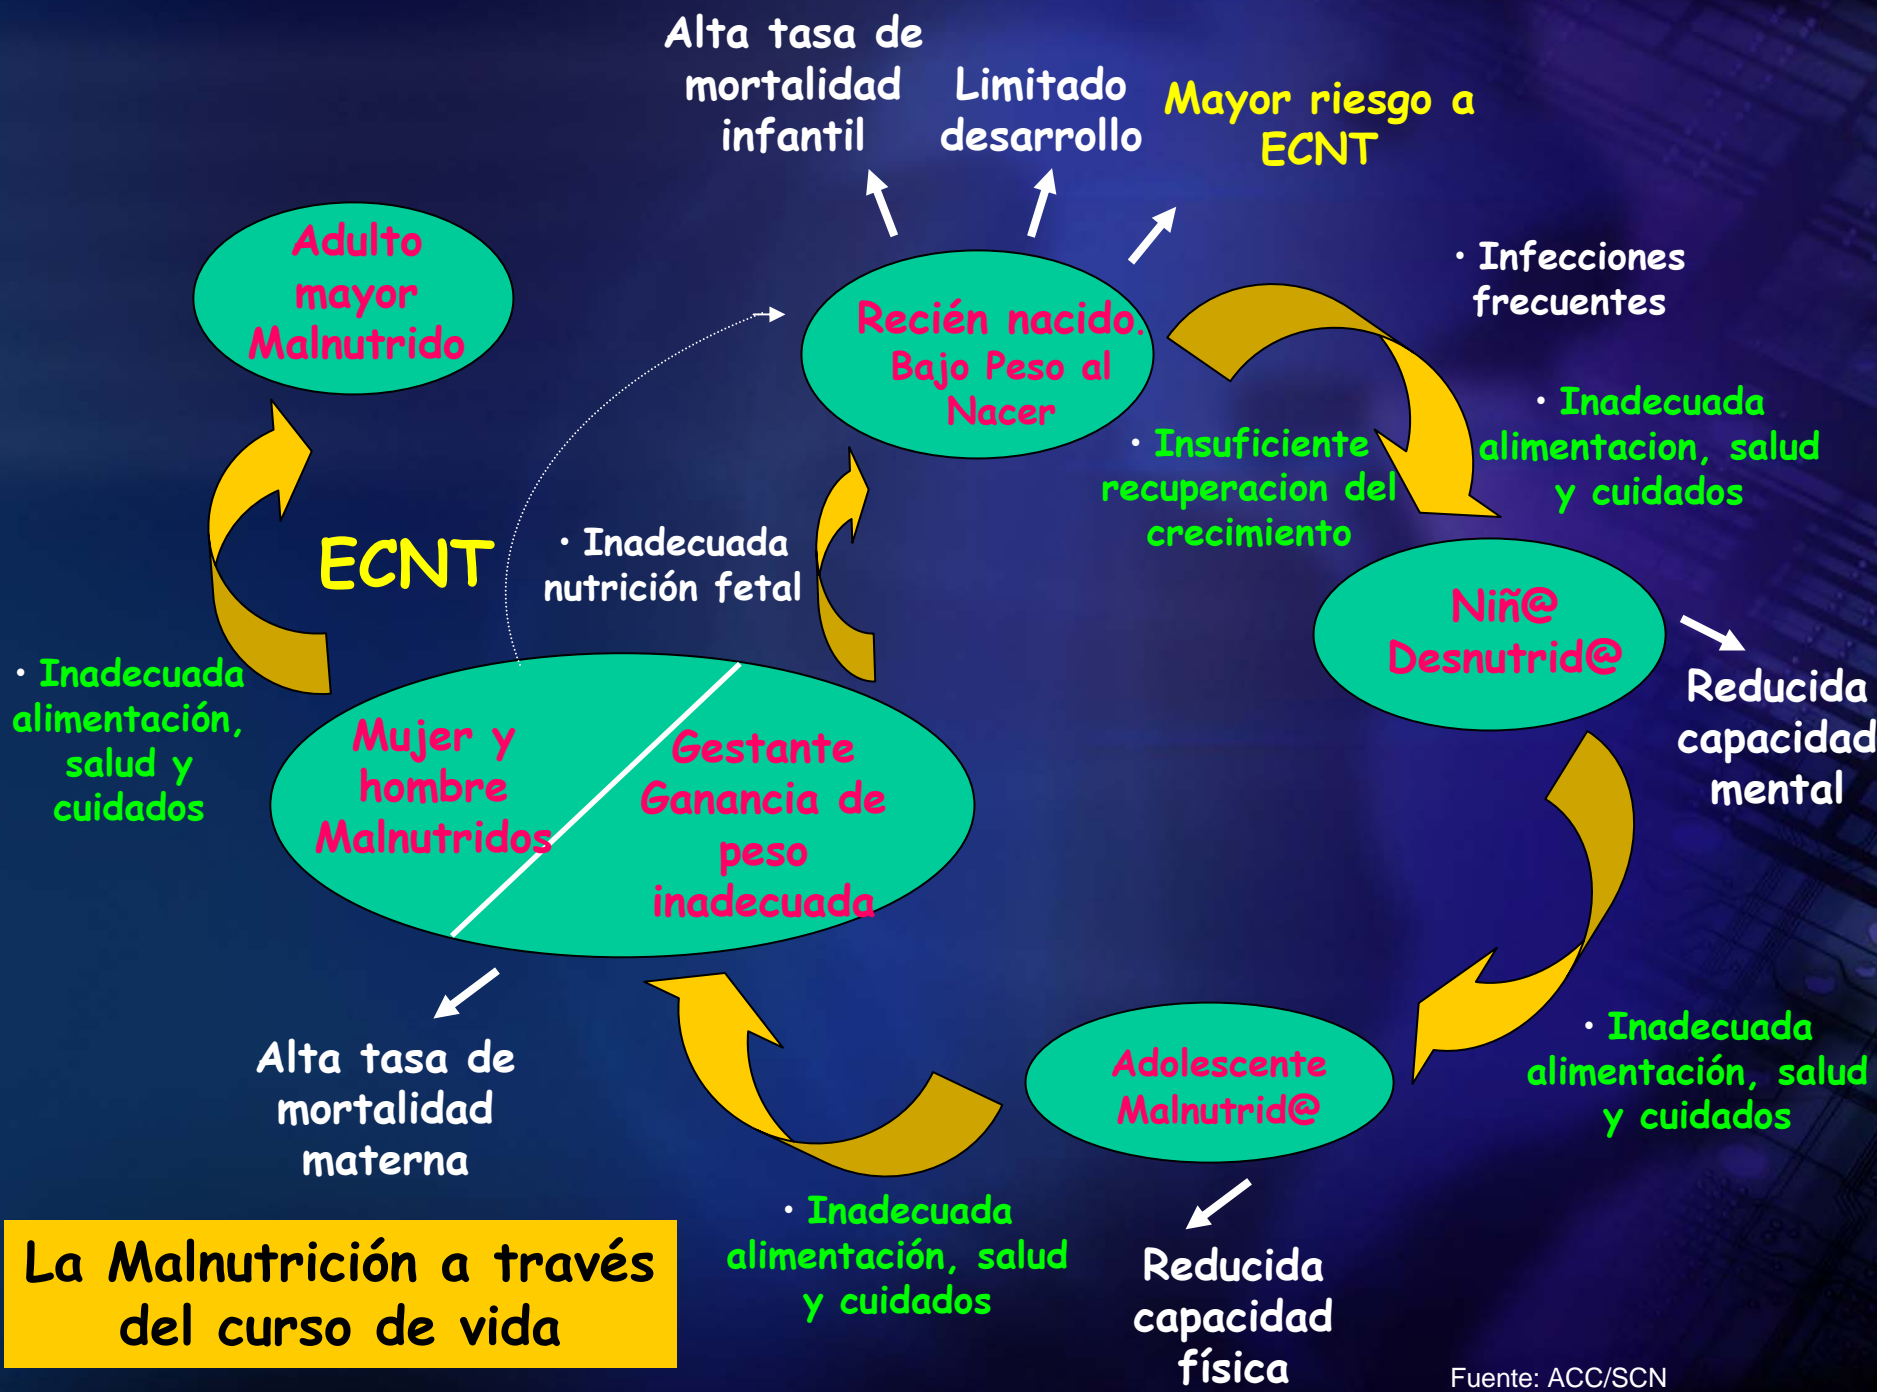 Alta tasa de
mortalidad
infantil
Limitado
desarrollo
Mayor riesgo a
ECNT
Adulto
mayor
Malnutrido
Recién nacido.
Bajo Peso al
Nacer
• Infecciones
frecuentes
• Inadecuada
alimentacion, salud
y cuidados
• Insuficiente
recuperacion del
crecimiento
ECNT
• Inadecuada
nutrición fetal
Niñ@
Desnutrid@
Reducida
capacidad
mental
• Inadecuada
alimentación,
salud y
cuidados
Mujer y
hombre
Malnutridos
Gestante
Ganancia de
peso
inadecuada
Alta tasa de
mortalidad
materna
Adolescente
Malnutrid@
• Inadecuada
alimentación, salud
y cuidados
• Inadecuada
alimentación, salud
y cuidados
Reducida
capacidad
física
La Malnutrición a través
del curso de vida
Fuente: ACC/SCN